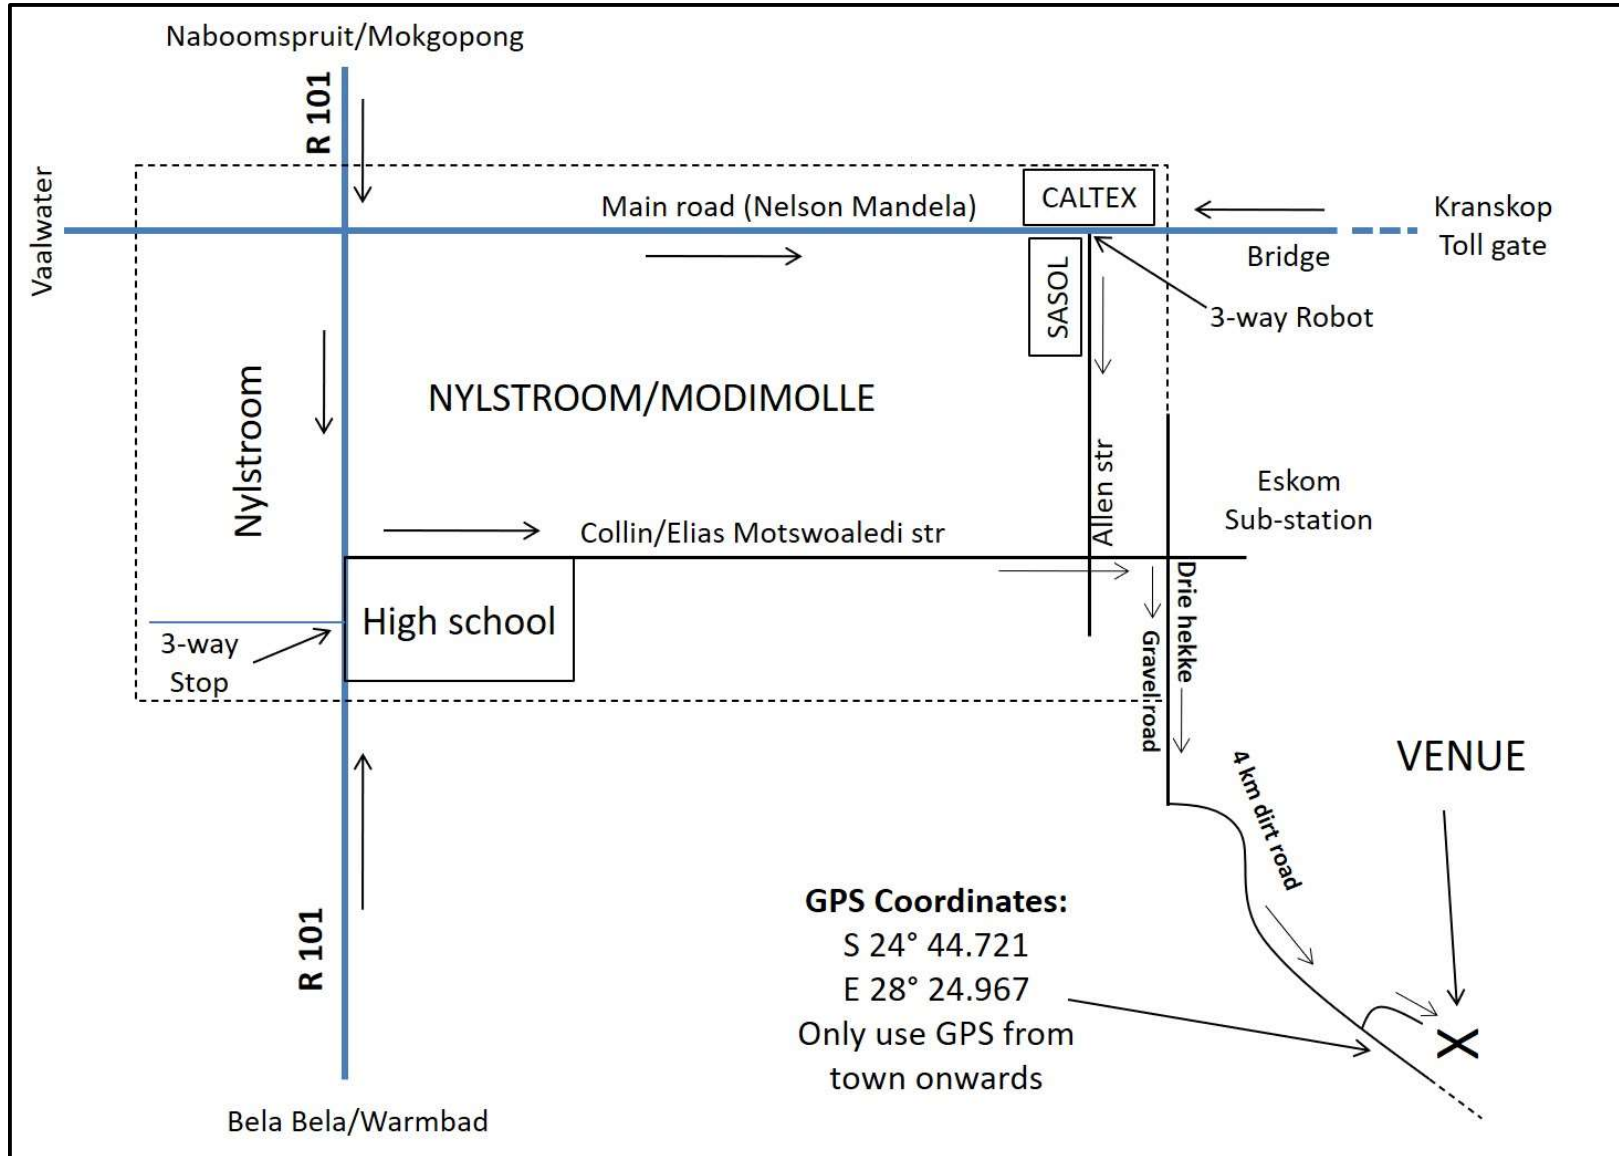 Naboomspruit/Mokgopong
R 101
Vaalwater
Main road (Nelson Mandela)
CALTEX
Kranskop
Toll gate
Bridge
SASOL
3-way Robot
Nylstroom
NYLSTROOM/MODIMOLLE
Allen str
Eskom
Sub-station
Collin/Elias Motswoaledi str
High school
3-way
Stop
Drie hekke
Gravel road
4 km dirt road
VENUE
R 101
GPS Coordinates:
S 24° 44.721
E 28° 24.967
Only use GPS from
town onwards
X
Bela Bela/Warmbad